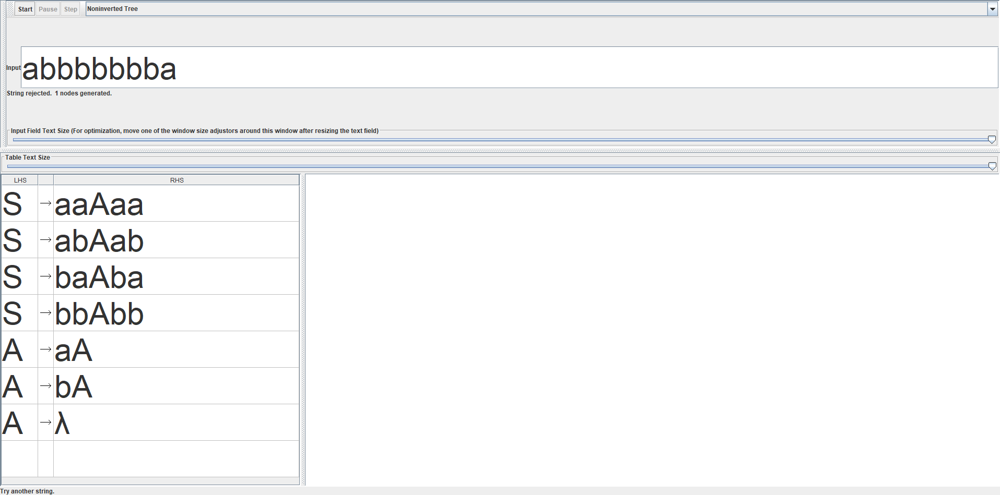 Start Pause Step Noninverted Tree
Input abbbbbbba
String rejected. 1 nodes generated.
Input Field Text Size (For optimization, move one of the window size adjustors around this window after resizing the text field)
Table Text Size
LHS RHS
S → aaAaa
S → abAab
S → baAba
S → bbAbb
A → aA
A → bA
A → λ
Try another string.